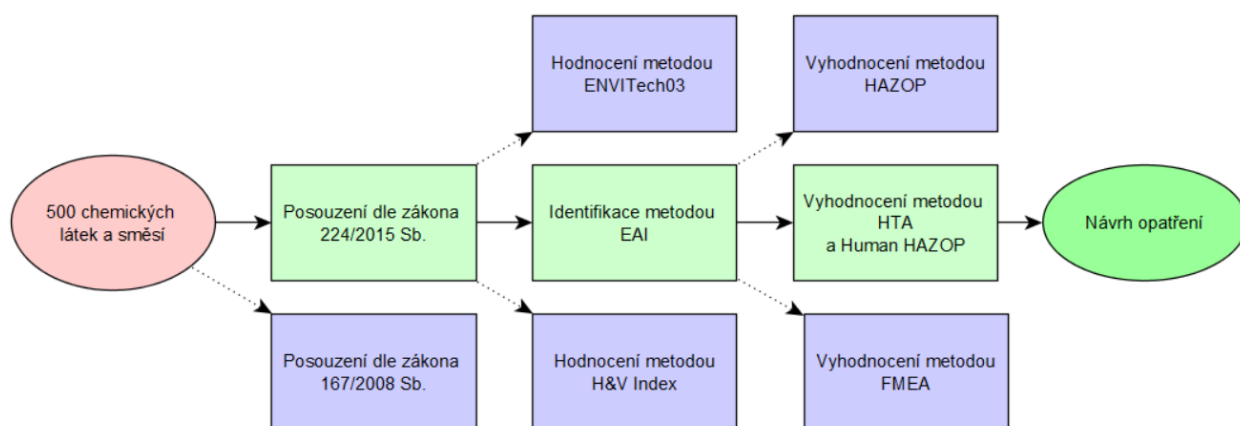 Hodnocení metodou
ENVITech03
Vyhodnocení metodou
HAZOP
500 chemických
látek a směsí
Posouzení dle zákona
224/2015 Sb.
Identifikace metodou
EAI
Vyhodnocení metodou
HTA
a Human HAZOP
Návrh opatření
Posouzení dle zákona
167/2008 Sb.
Hodnocení metodou
H&V Index
Vyhodnocení metodou
FMEA